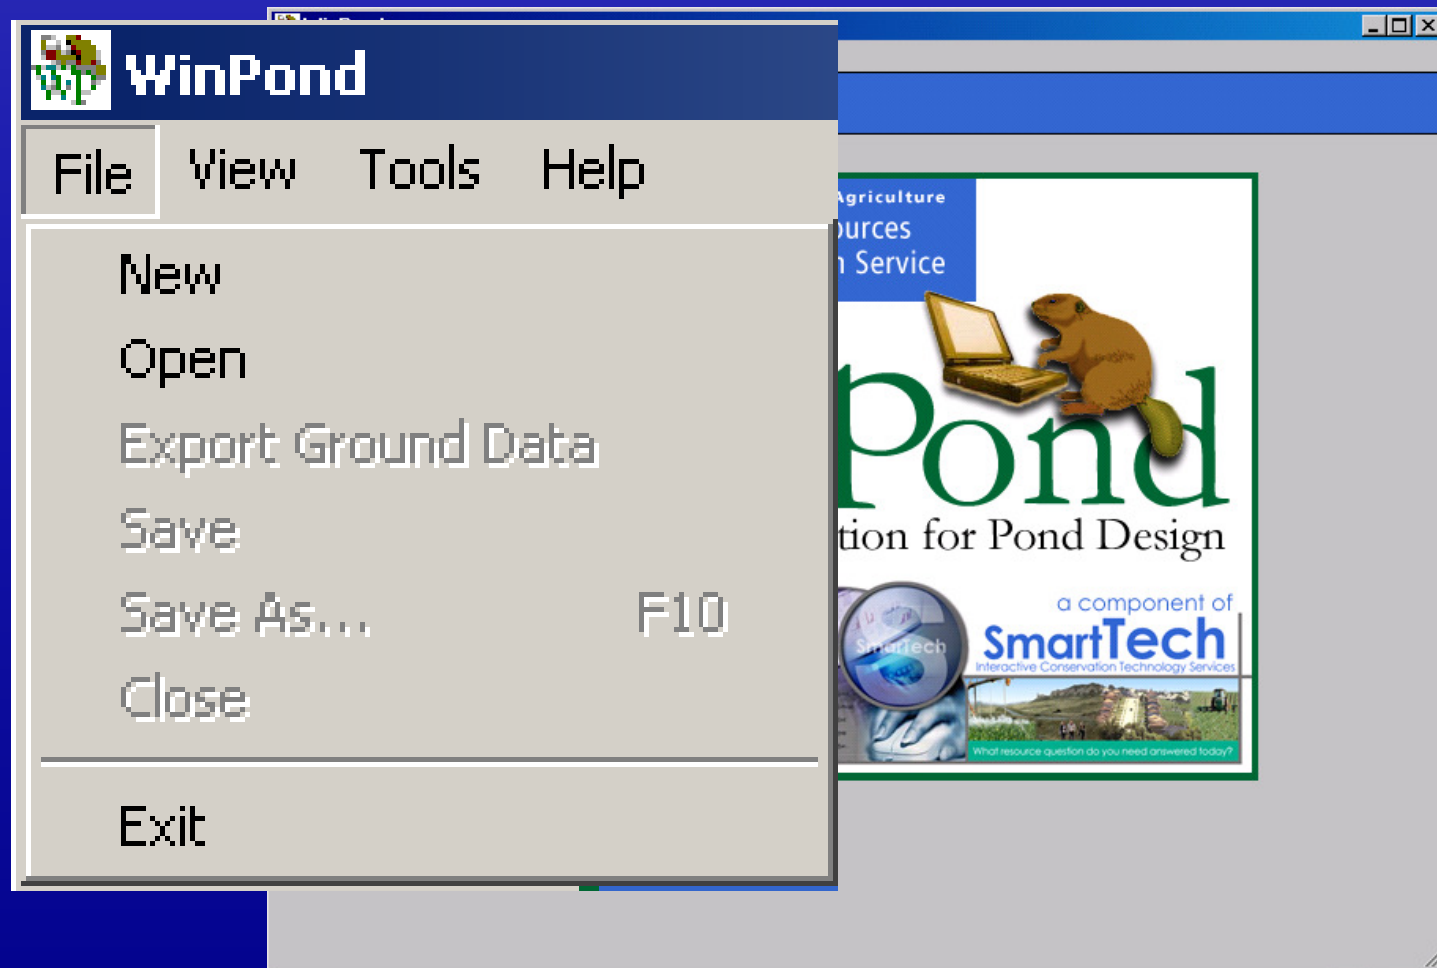 WinPond
File View Tools Help
New
Open
Export Ground Data
Save
Save As... F10
Close
Exit
Agriculture
ources
n Service
Pond
tion for Pond Design
a component of
SmartTech
Interactive Conservation Technology Services
SmartTech
What resource question do you need answered today?